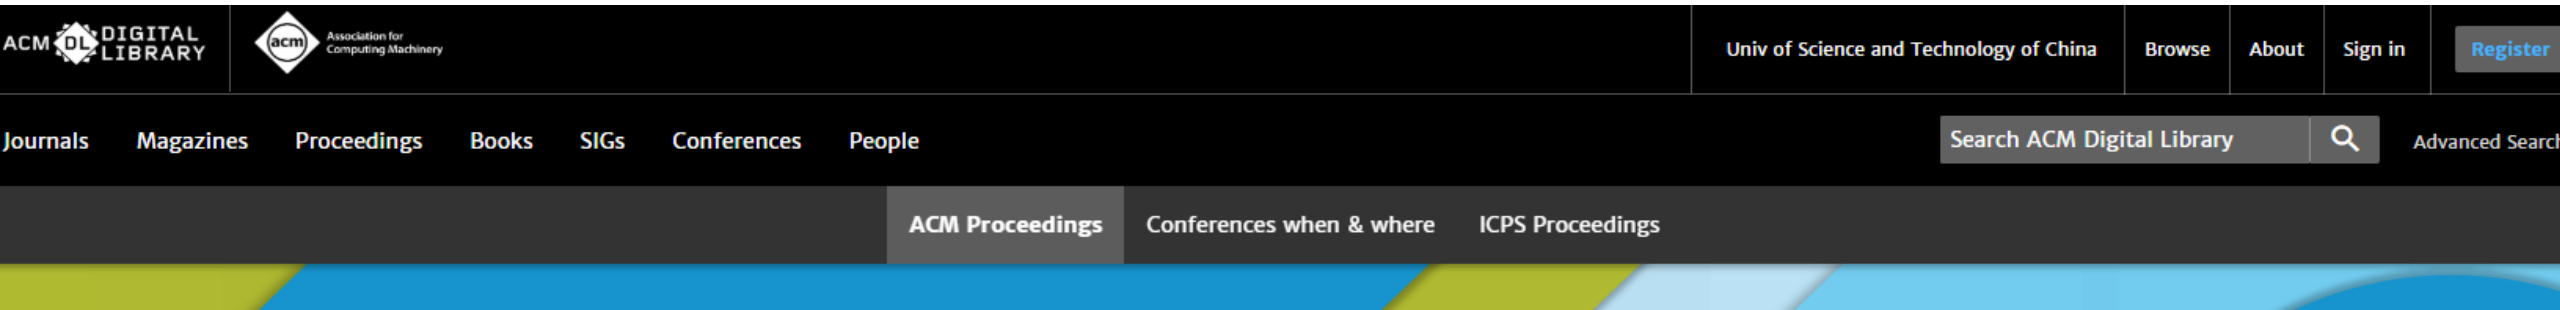 ACM DL DIGITAL LIBRARY
acm Association for Computing Machinery
Univ of Science and Technology of China Browse About Sign in Register
Journals Magazines Proceedings Books SIGs Conferences People Search ACM Digital Library Advanced Search
ACM Proceedings Conferences when & where ICPS Proceedings